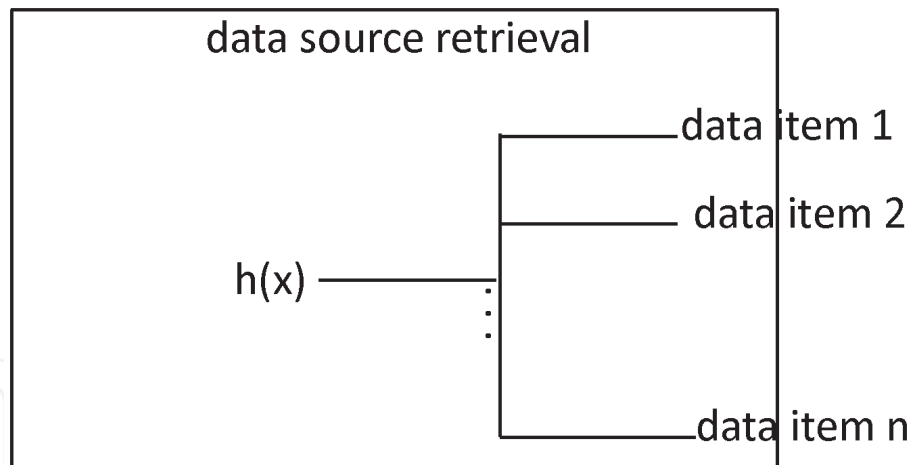 data source retrieval
data item 1
data item 2
h(x)
data item n